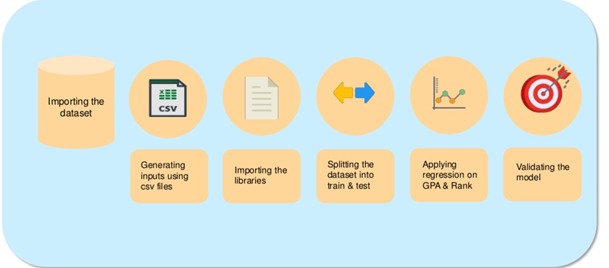 Importing the
dataset
CSV
Generating
inputs using
csv files
Importing the
libraries
Splitting the
dataset into
train & test
Applying
regression on
GPA & Rank
Validating the
model